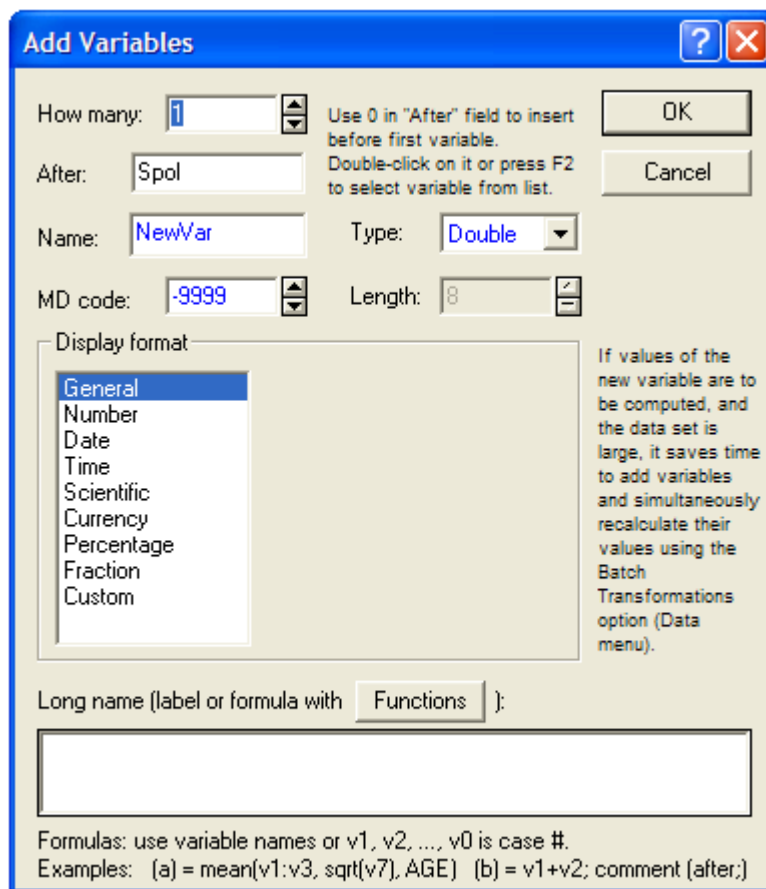 Add Variables
How many: 1
Use 0 in "After" field to insert
before first variable.
Double-click on it or press F2
to select variable from list.
OK
After: Spol
Cancel
Name: NewVar
Type: Double
MD code: -9999
Length: 8
Display format
General
Number
Date
Time
Scientific
Currency
Percentage
Fraction
Custom
If values of the
new variable are to
be computed, and
the data set is
large, it saves time
to add variables
and simultaneously
recalculate their
values using the
Batch
Transformations
option (Data
menu).
Long name (label or formula with Functions ):
Formulas: use variable names or v1, v2, ..., v0 is case #.
Examples: (a) = mean(v1:v3, sqrt(v7), AGE) (b) = v1+v2; comment (after;)